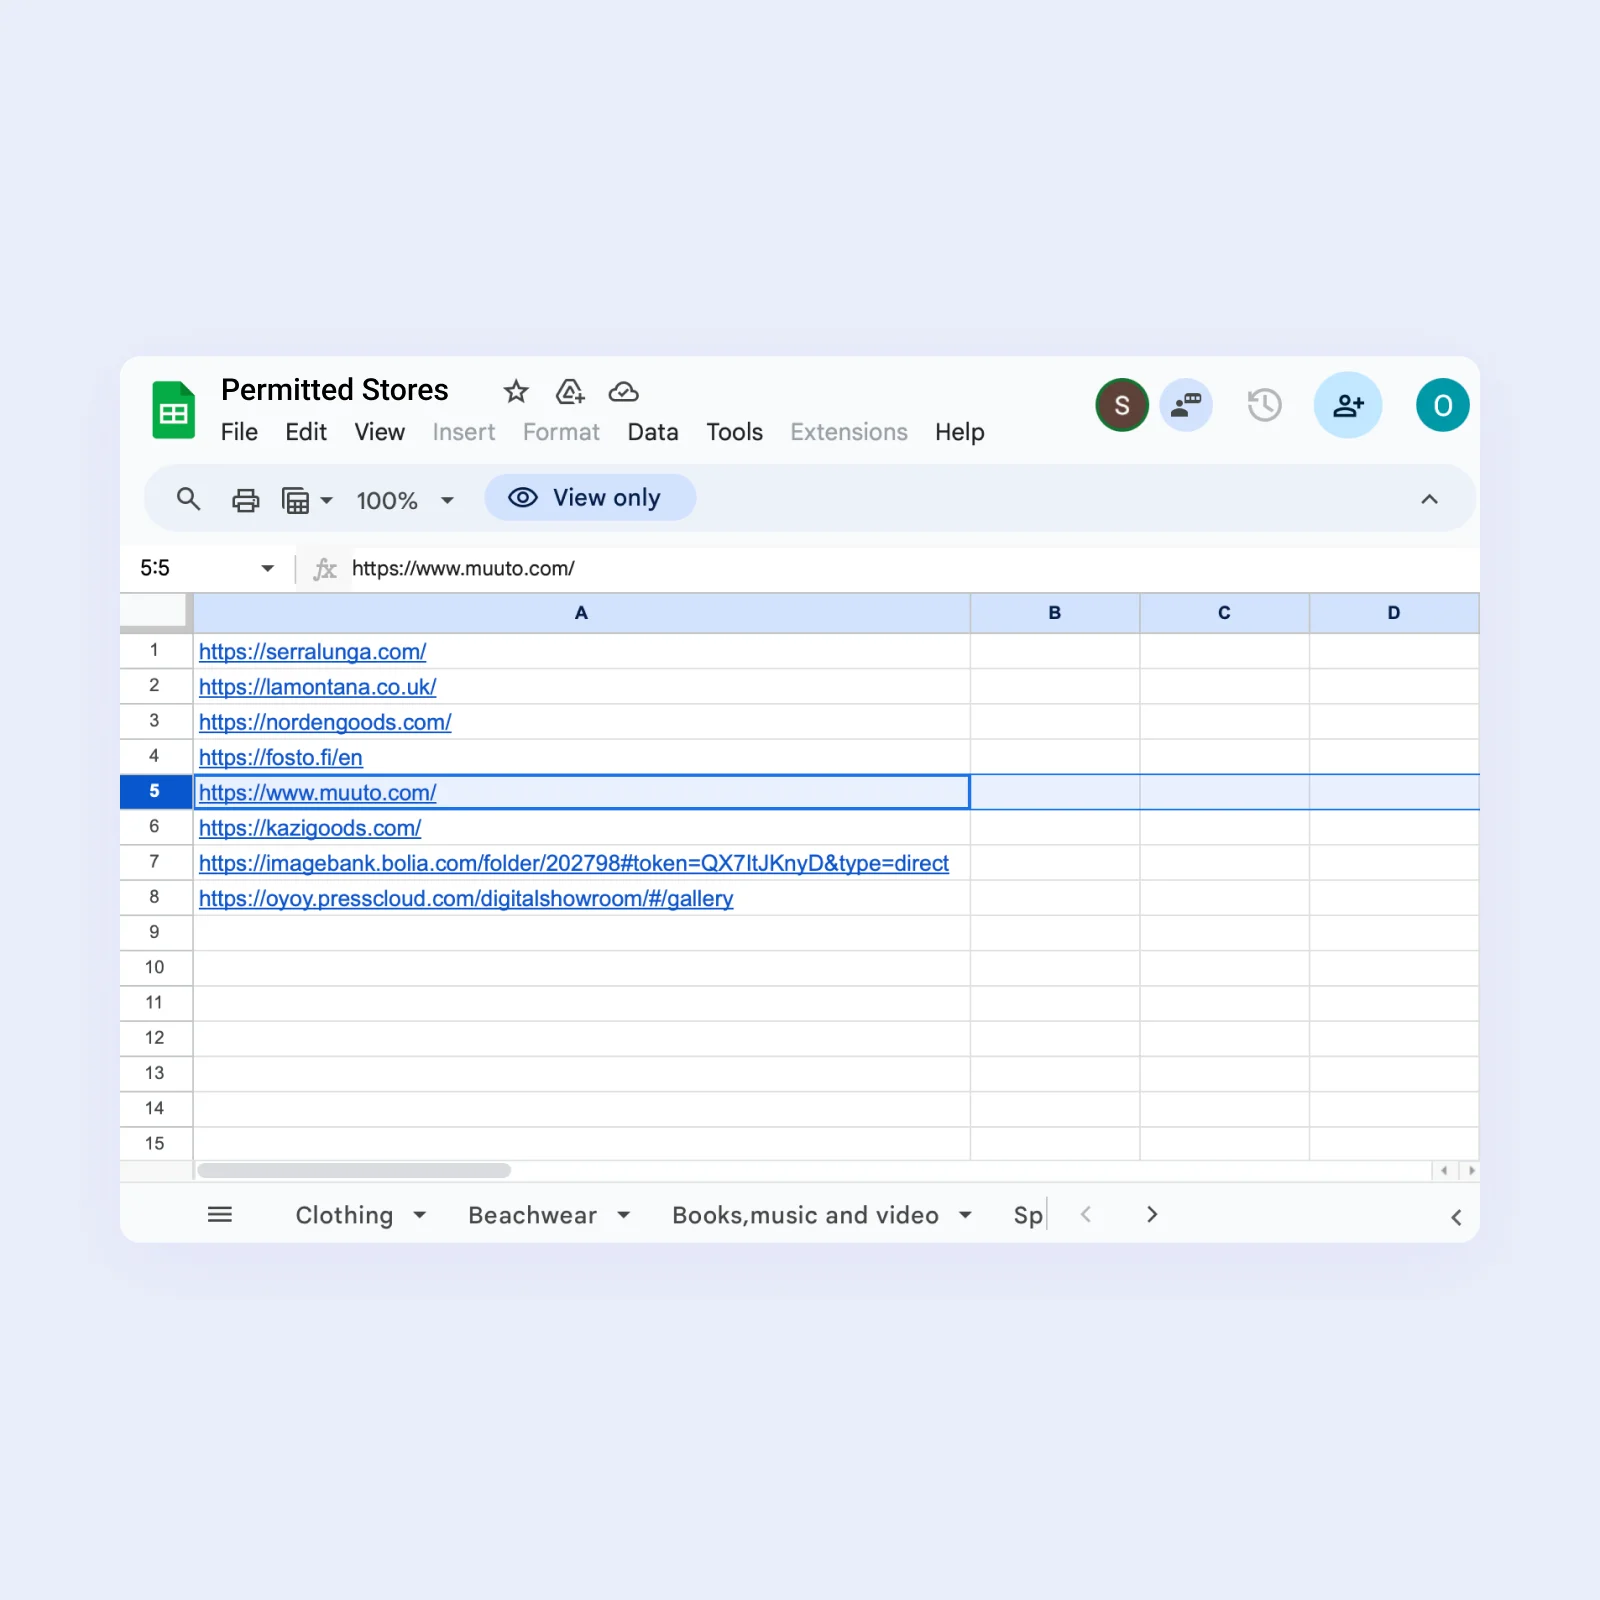 Permitted Stores
S
O
File Edit View Insert Format Data Tools Extensions Help
100% View only
5:5 fx https://www.muuto.com/
A B C D
1 https://serralunga.com/
2 https://lamontana.co.uk/
3 https://nordengoods.com/
4 https://fosto.fi/en
5 https://www.muuto.com/
6 https://kazigoods.com/
7 https://imagebank.bolia.com/folder/202798#token=QX7ItJKnyD&type=direct
8 https://oyoy.presscloud.com/digitalshowroom/#/gallery
9
10
11
12
13
14
15
Clothing Beachwear Books,music and video Sp